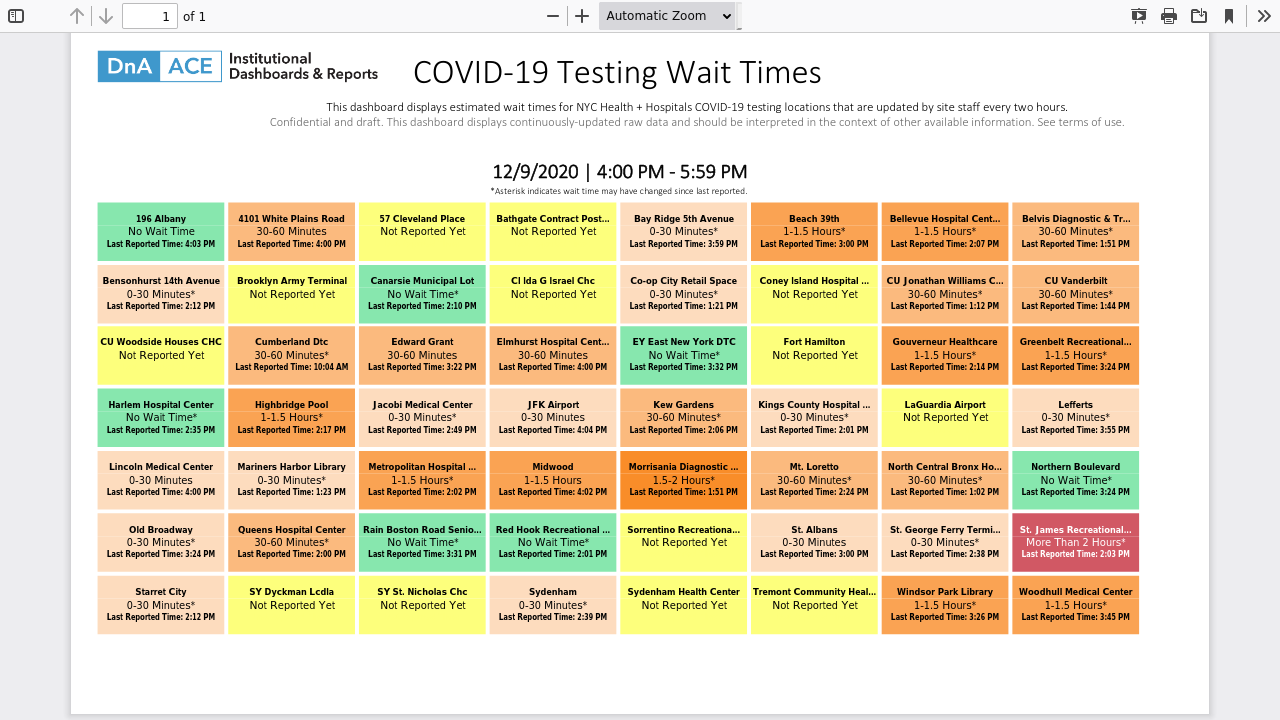 1 of 1 Automatic Zoom
DnA ACE Institutional Dashboards & Reports
COVID-19 Testing Wait Times
This dashboard displays estimated wait times for NYC Health + Hospitals COVID-19 testing locations that are updated by site staff every two hours.
Confidential and draft. This dashboard displays continuously-updated raw data and should be interpreted in the context of other available information. See terms of use.
12/9/2020 | 4:00 PM - 5:59 PM
*Asterisk indicates wait time may have changed since last reported.
196 Albany
No Wait Time
Last Reported Time: 4:03 PM
4101 White Plains Road
30-60 Minutes
Last Reported Time: 4:00 PM
57 Cleveland Place
Not Reported Yet
Bathgate Contract Post...
Not Reported Yet
Bay Ridge 5th Avenue
0-30 Minutes*
Last Reported Time: 3:59 PM
Beach 39th
1-1.5 Hours*
Last Reported Time: 3:00 PM
Bellevue Hospital Cent...
1-1.5 Hours*
Last Reported Time: 2:07 PM
Belvis Diagnostic & Tr...
30-60 Minutes*
Last Reported Time: 1:51 PM
Bensonhurst 14th Avenue
0-30 Minutes*
Last Reported Time: 2:12 PM
Brooklyn Army Terminal
Not Reported Yet
Canarsie Municipal Lot
No Wait Time*
Last Reported Time: 2:10 PM
Cl Ida G Israel Chc
Not Reported Yet
Co-op City Retail Space
0-30 Minutes*
Last Reported Time: 1:21 PM
Coney Island Hospital ...
Not Reported Yet
CU Jonathan Williams C...
30-60 Minutes*
Last Reported Time: 1:12 PM
CU Vanderbilt
30-60 Minutes*
Last Reported Time: 1:44 PM
CU Woodside Houses CHC
Not Reported Yet
Cumberland Dtc
30-60 Minutes*
Last Reported Time: 10:04 AM
Edward Grant
30-60 Minutes
Last Reported Time: 3:22 PM
Elmhurst Hospital Cent...
30-60 Minutes
Last Reported Time: 4:00 PM
EY East New York DTC
No Wait Time*
Last Reported Time: 3:32 PM
Fort Hamilton
Not Reported Yet
Gouverneur Healthcare
1-1.5 Hours*
Last Reported Time: 2:14 PM
Greenbelt Recreational...
1-1.5 Hours*
Last Reported Time: 3:24 PM
Harlem Hospital Center
No Wait Time*
Last Reported Time: 2:35 PM
Highbridge Pool
1-1.5 Hours*
Last Reported Time: 2:17 PM
Jacobi Medical Center
0-30 Minutes*
Last Reported Time: 2:49 PM
JFK Airport
0-30 Minutes
Last Reported Time: 4:04 PM
Kew Gardens
30-60 Minutes*
Last Reported Time: 2:06 PM
Kings County Hospital ...
0-30 Minutes*
Last Reported Time: 2:01 PM
LaGuardia Airport
Not Reported Yet
Lefferts
0-30 Minutes*
Last Reported Time: 3:55 PM
Lincoln Medical Center
0-30 Minutes
Last Reported Time: 4:00 PM
Mariners Harbor Library
0-30 Minutes*
Last Reported Time: 1:23 PM
Metropolitan Hospital ...
1-1.5 Hours*
Last Reported Time: 2:02 PM
Midwood
1-1.5 Hours
Last Reported Time: 4:02 PM
Morrisania Diagnostic ...
1.5-2 Hours*
Last Reported Time: 1:51 PM
Mt. Loretto
30-60 Minutes*
Last Reported Time: 2:24 PM
North Central Bronx Ho...
30-60 Minutes*
Last Reported Time: 1:02 PM
Northern Boulevard
No Wait Time*
Last Reported Time: 3:24 PM
Old Broadway
0-30 Minutes*
Last Reported Time: 3:24 PM
Queens Hospital Center
30-60 Minutes*
Last Reported Time: 2:00 PM
Rain Boston Road Senio...
No Wait Time*
Last Reported Time: 3:31 PM
Red Hook Recreational ...
No Wait Time*
Last Reported Time: 2:01 PM
Sorrentino Recreationa...
Not Reported Yet
St. Albans
0-30 Minutes
Last Reported Time: 3:00 PM
St. George Ferry Termi...
0-30 Minutes*
Last Reported Time: 2:38 PM
St. James Recreational...
More Than 2 Hours*
Last Reported Time: 2:03 PM
Starret City
0-30 Minutes*
Last Reported Time: 2:12 PM
SY Dyckman Lcdla
Not Reported Yet
SY St. Nicholas Chc
Not Reported Yet
Sydenham
0-30 Minutes*
Last Reported Time: 2:39 PM
Sydenham Health Center
Not Reported Yet
Tremont Community Heal...
Not Reported Yet
Windsor Park Library
1-1.5 Hours*
Last Reported Time: 3:26 PM
Woodhull Medical Center
1-1.5 Hours*
Last Reported Time: 3:45 PM